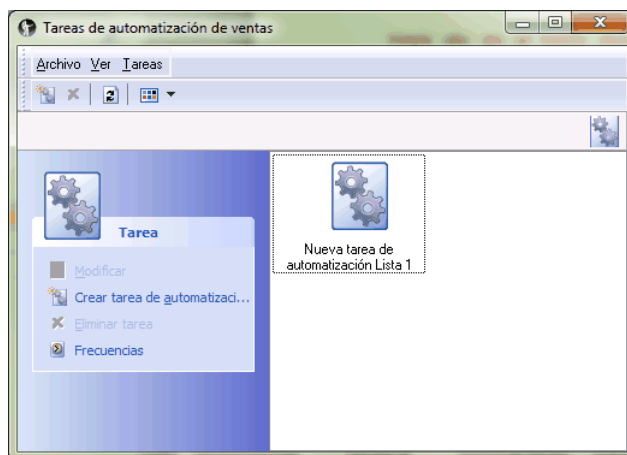 Tareas de automatización de ventas
Archivo Ver Tareas
Tarea
Modificar
Crear tarea de automatizaci...
Eliminar tarea
Frecuencias
Nueva tarea de
automatización Lista 1